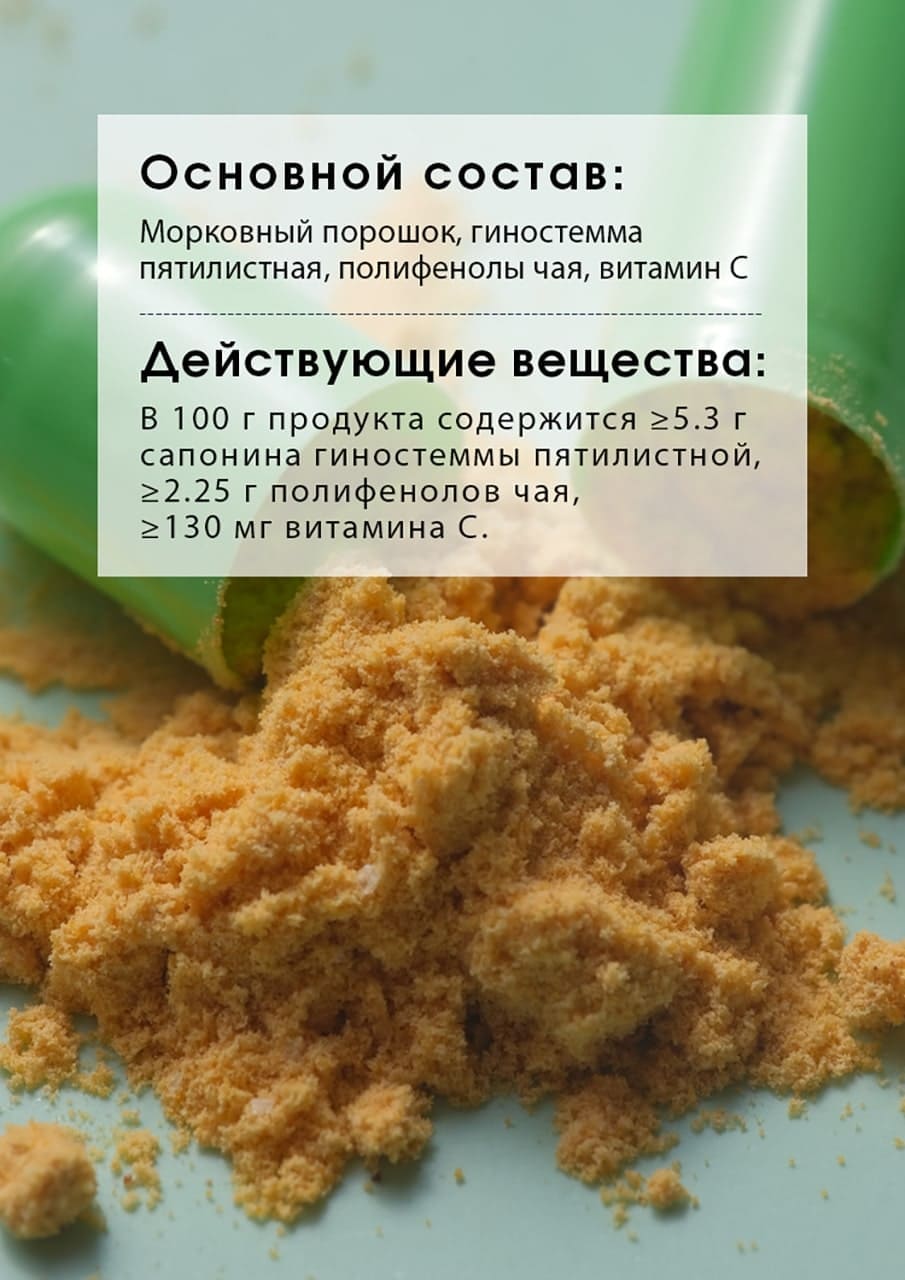 Основной состав:
Морковный порошок, гиностемма
пятилистная, полифенолы чая, витамин С
Действующие вещества:
В 100 г продукта содержится ≥5.3 г
сапонина гиностеммы пятилистной,
≥2.25 г полифенолов чая,
≥130 мг витамина С.